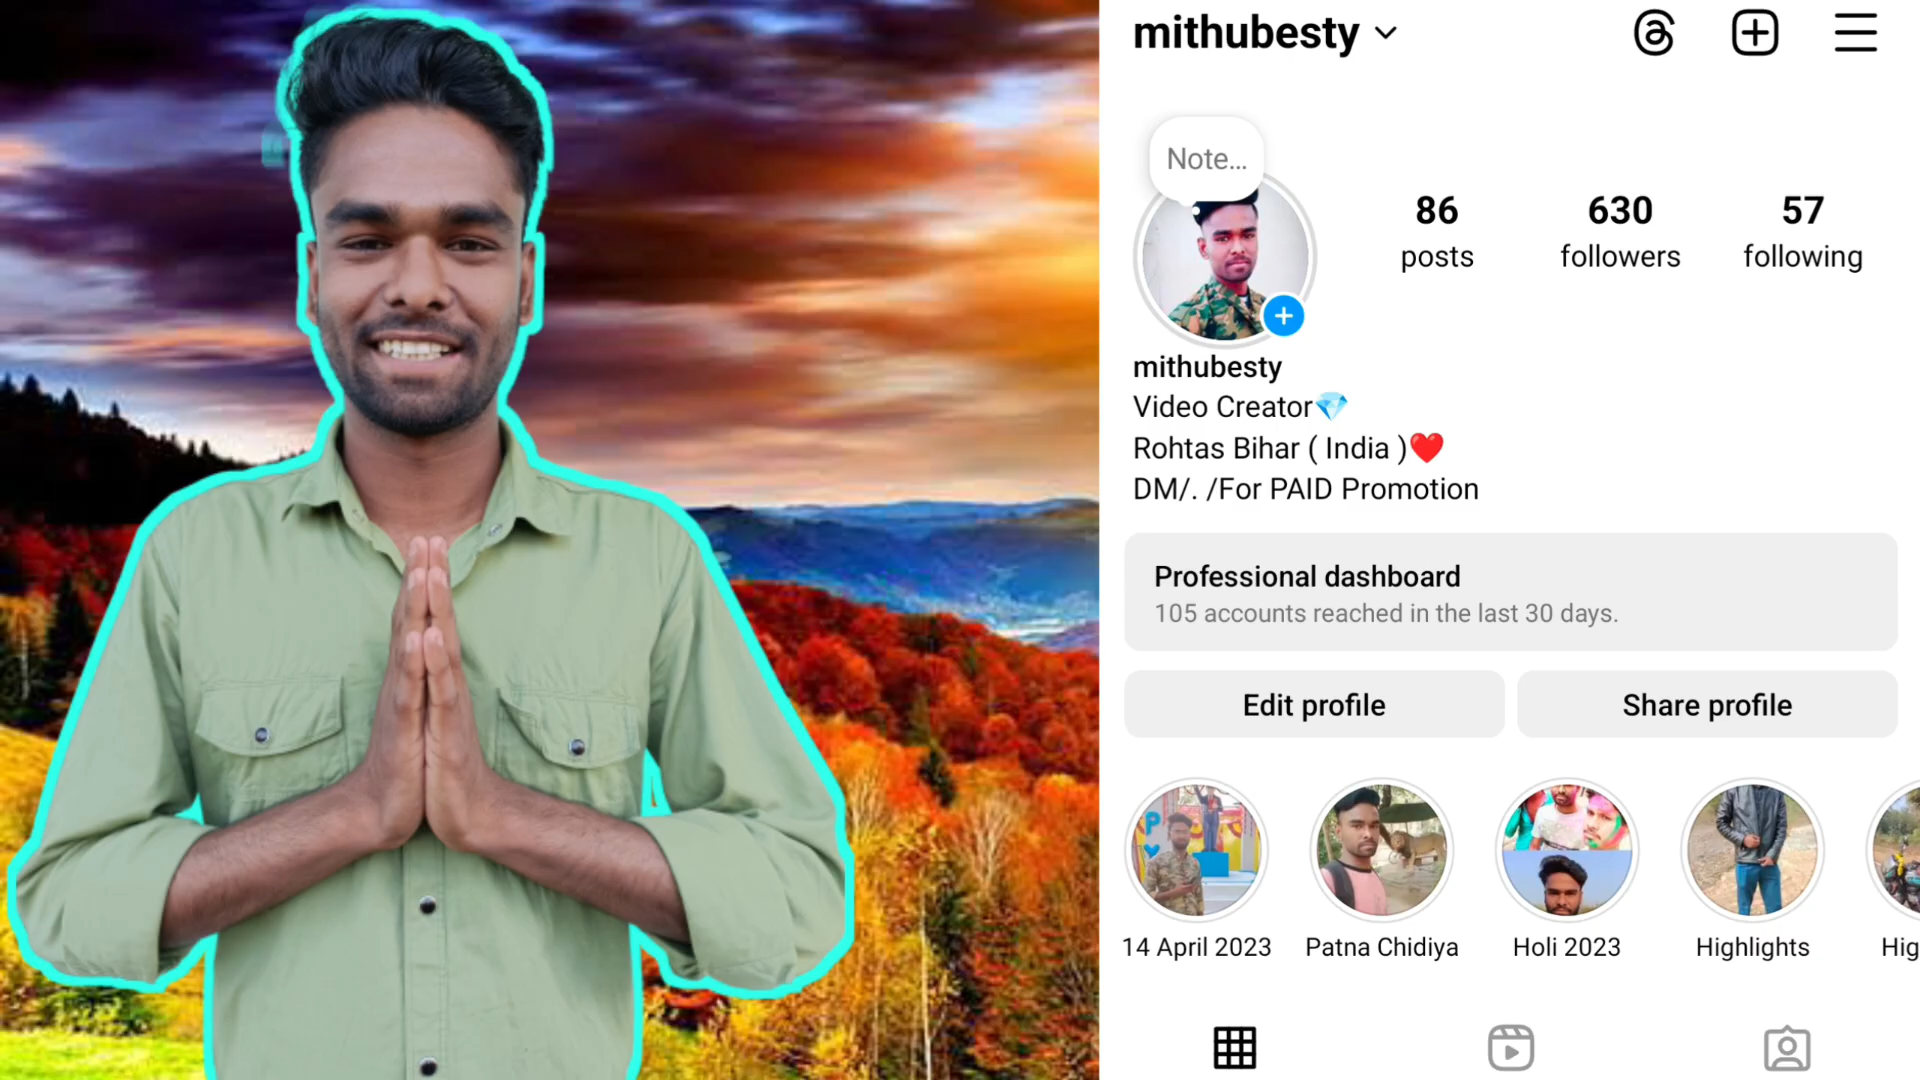 mithubesty
Note...
86 630 57
posts followers following
mithubesty
Video Creator💎
Rohtas Bihar ( India )❤️
DM/. /For PAID Promotion
Professional dashboard
105 accounts reached in the last 30 days.
Edit profile Share profile
14 April 2023 Patna Chidiya Holi 2023 Highlights Hig